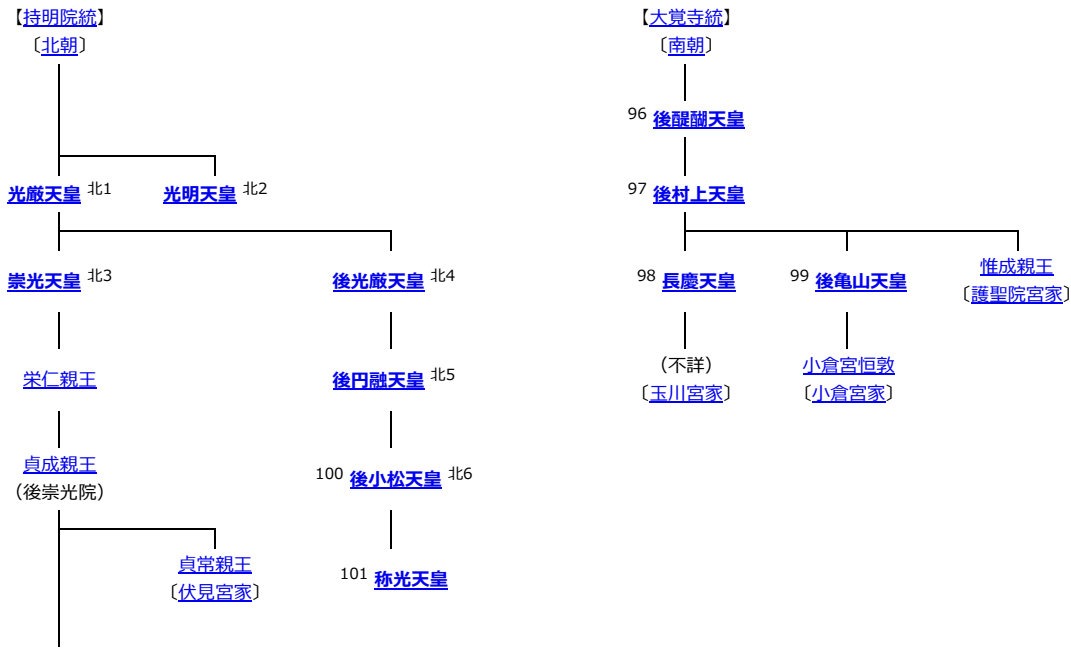 【持明院統】
〔北朝〕
【大覚寺統】
〔南朝〕
96 後醍醐天皇
光厳天皇 北1
光明天皇 北2
97 後村上天皇
崇光天皇 北3
後光厳天皇 北4
98 長慶天皇
99 後亀山天皇
惟成親王
〔護聖院宮家〕
栄仁親王
後円融天皇 北5
(不詳)
〔玉川宮家〕
小倉宮恒敦
〔小倉宮家〕
貞成親王
(後崇光院)
100 後小松天皇 北6
貞常親王
〔伏見宮家〕
101 称光天皇